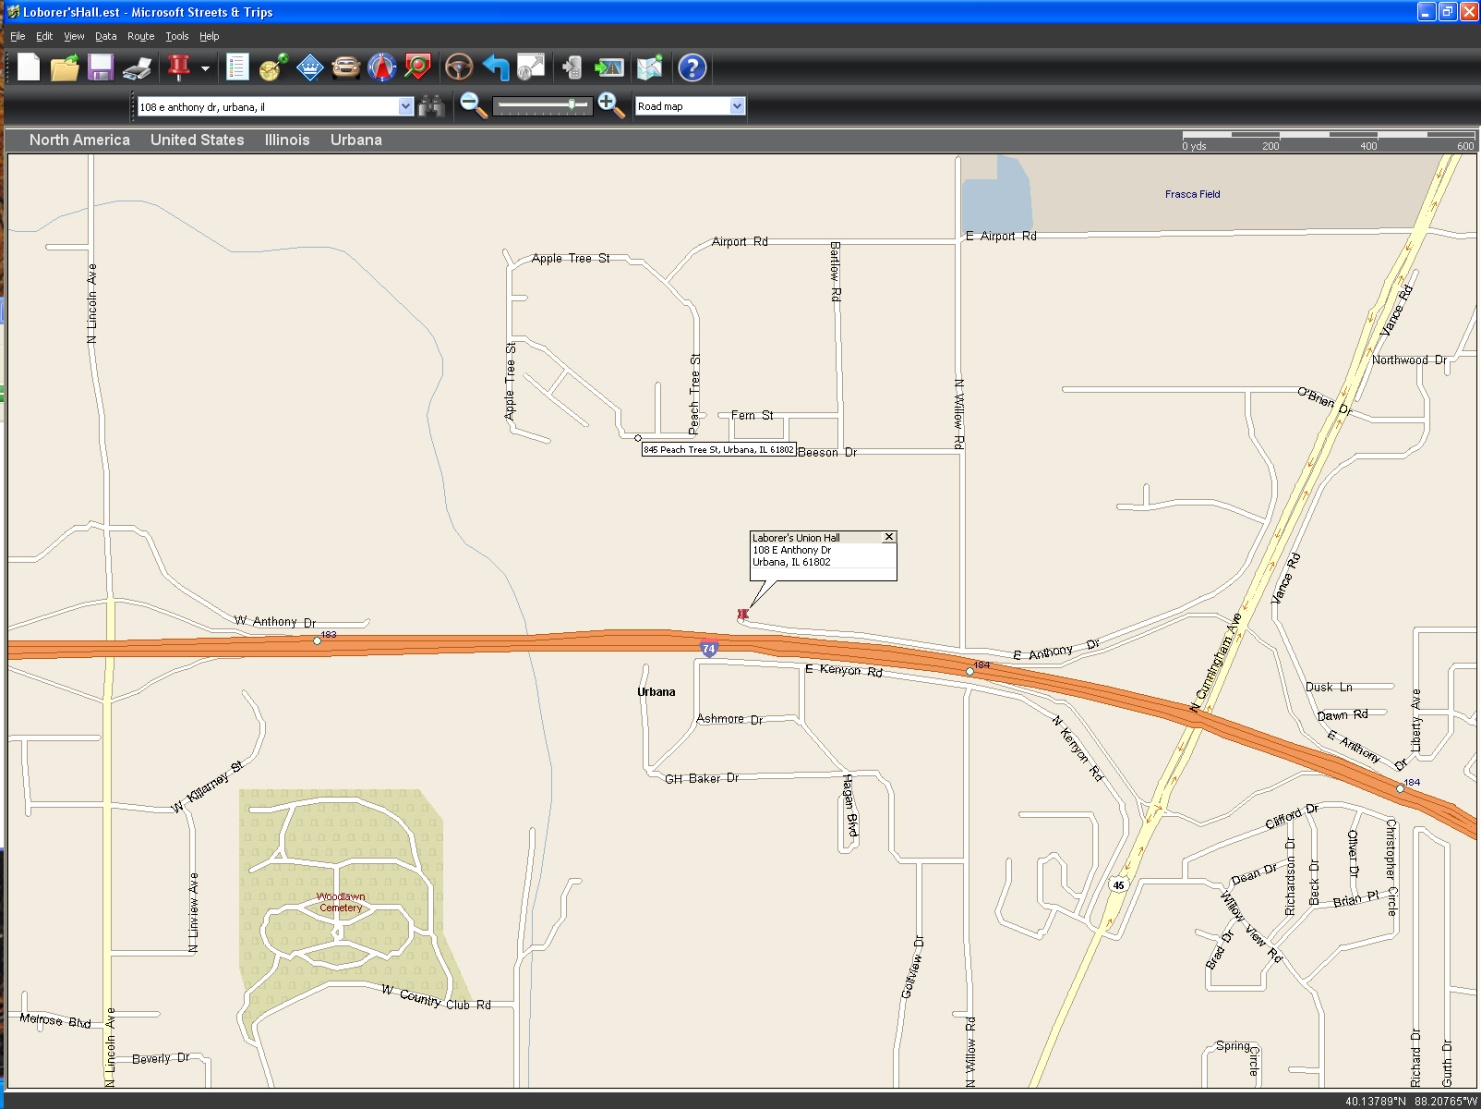 Loborer'sHall.est - Microsoft Streets & Trips
File Edit View Data Route Tools Help
108 e anthony dr, urbana, il
Road map
North America United States Illinois Urbana
0 yds 200 400 600
Frasca Field
Airport Rd
E Airport Rd
Apple Tree St
Bartlow Rd
N Lincoln Ave
Vance Rd
Apple Tree St
Peach Tree St
Northwood Dr
N Willow Rd
O'Brien Dr
Fern St
845 Peach Tree St, Urbana, IL 61802
Beeson Dr
Laborer's Union Hall
108 E Anthony Dr
Urbana, IL 61802
Vance Rd
W Anthony Dr
183
74
E Anthony Dr
N Cunningham Ave
184
E Kenyon Rd
Urbana
Dusk Ln
Liberty Ave
Ashmore Dr
Dawn Rd
N Kenyon Rd
E Anthony Dr
W Killarney St
GH Baker Dr
Hagan Blvd
184
Clifford Dr
Christopher Circle
Oliver Dr
Richardson Dr
Beck Dr
Dean Dr
45
Woodlawn
Cemetery
N Linview Ave
Brian Pl
Willow View Rd
Brad Dr
Golfview Dr
W Country Club Rd
Melrose Blvd
N Lincoln Ave
N Willow Rd
Beverly Dr
Spring Circle
Richard Dr
Gurth Dr
40.13789°N 88.20765°W